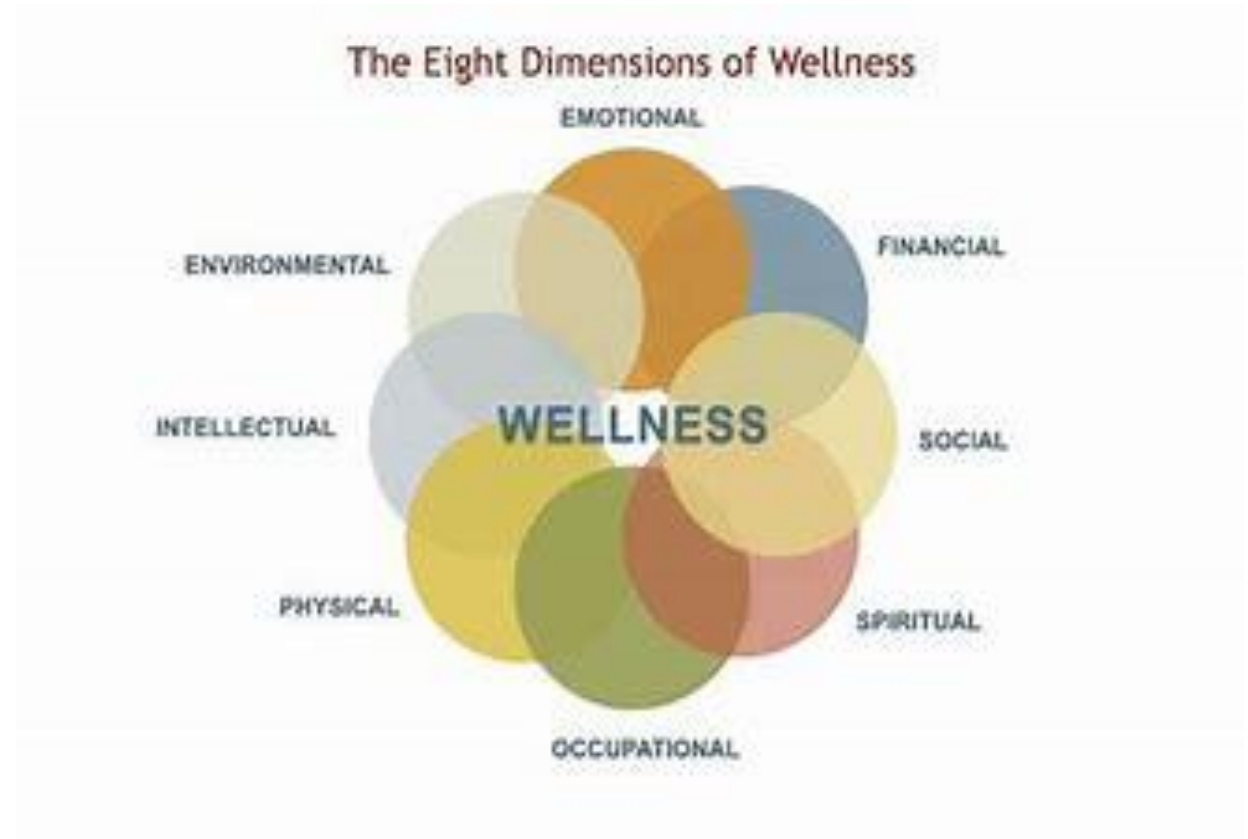 The Eight Dimensions of Wellness
EMOTIONAL
FINANCIAL
ENVIRONMENTAL
WELLNESS
INTELLECTUAL
SOCIAL
PHYSICAL
SPIRITUAL
OCCUPATIONAL